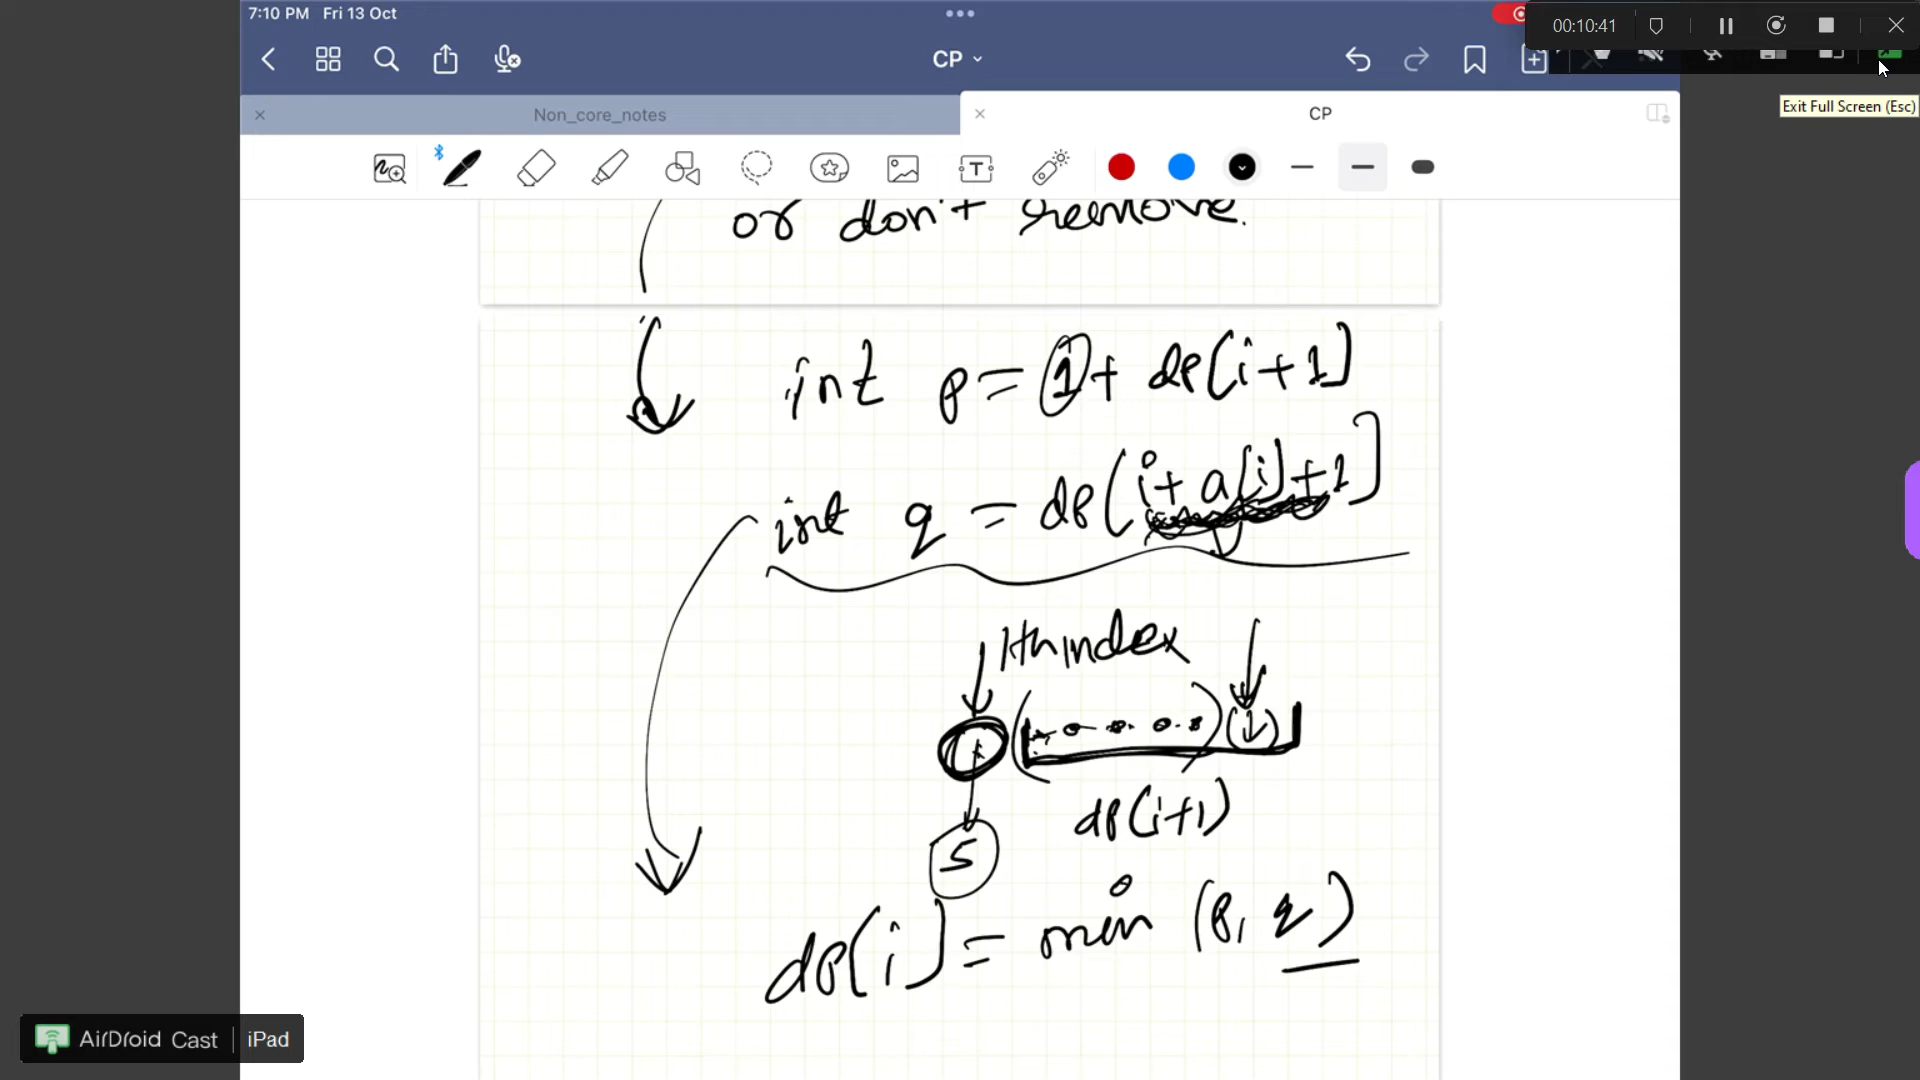 7:10 PM Fri 13 Oct
00:10:41
CP
Exit Full Screen (Esc)
Non_core_notes
CP
T
or don't remove.
int p = 1 + dp[i+1]
int q = dp[i+a[i]+1]
ith index
5
dp(i+1)
dp[i] = min (p, q)
AirDroid Cast | iPad